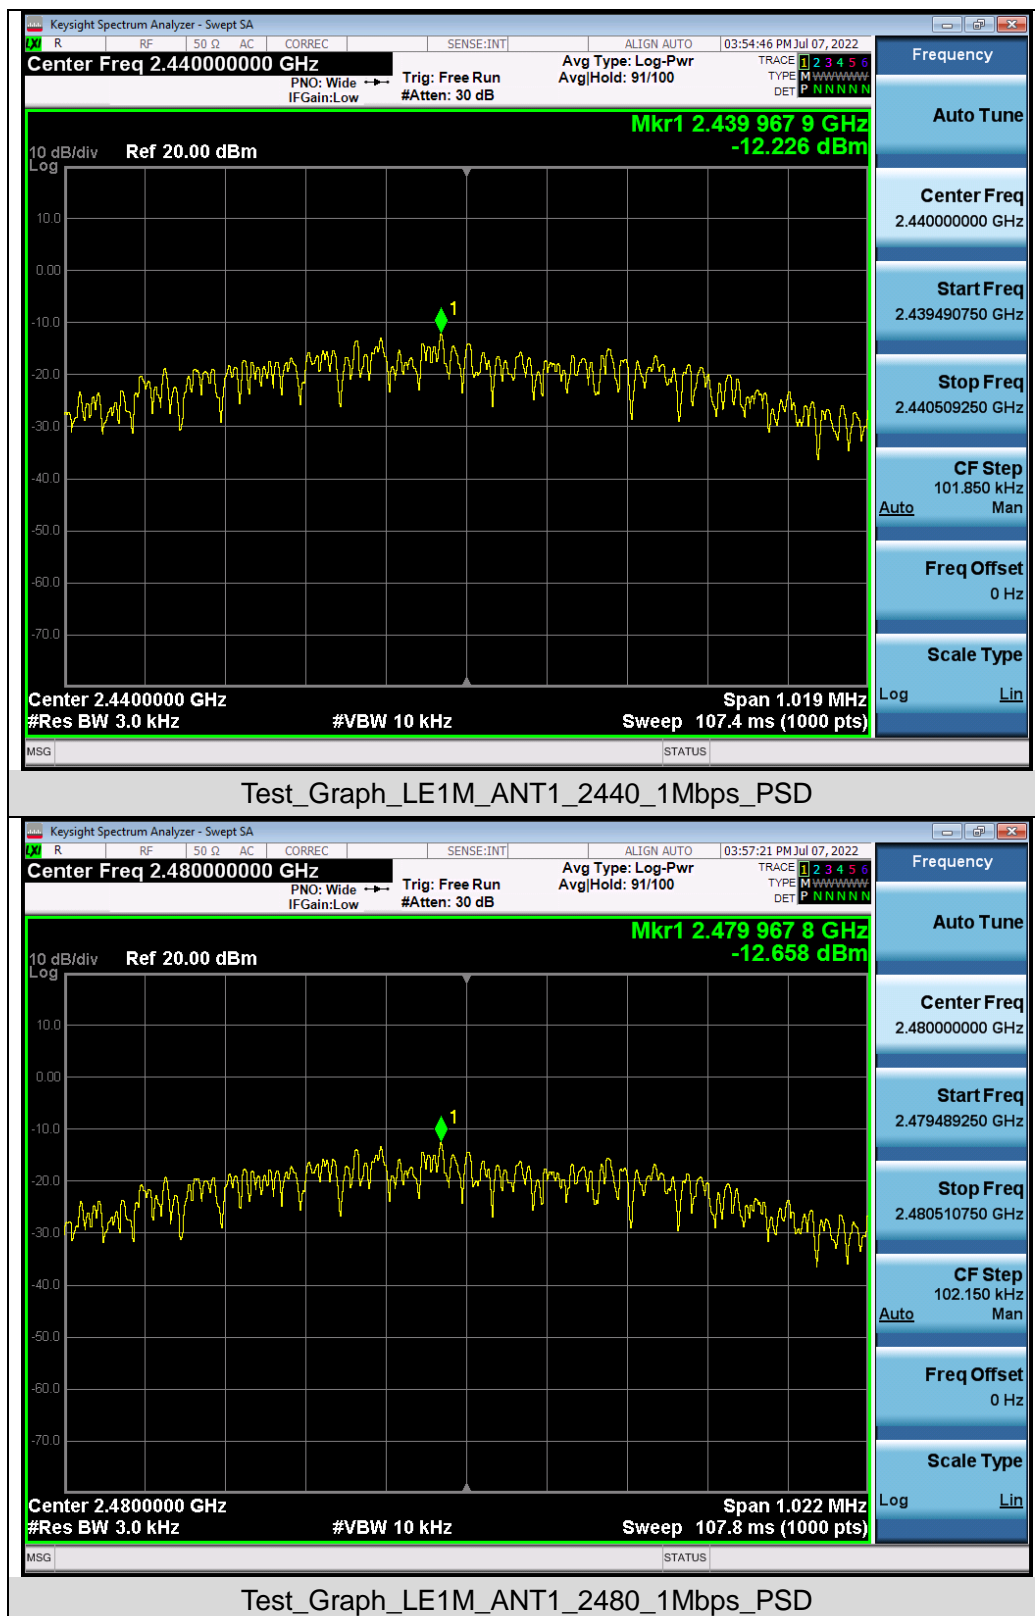 Keysight Spectrum Analyzer - Swept SA
LXI R RF 50 Ω AC CORREC SENSE:INT ALIGN AUTO 03:54:46 PM Jul 07, 2022
Center Freq 2.440000000 GHz
PNO: Wide
IFGain:Low
Trig: Free Run
#Atten: 30 dB
Avg Type: Log-Pwr
Avg|Hold: 91/100
TRACE 1 2 3 4 5 6
TYPE M WWWWW
DET P N N N N N
Mkr1 2.439 967 9 GHz
-12.226 dBm
10 dB/div Ref 20.00 dBm
Log
10.0
0.00
1
-10.0
-20.0
-30.0
-40.0
-50.0
-60.0
-70.0
Center 2.4400000 GHz Span 1.019 MHz
#Res BW 3.0 kHz #VBW 10 kHz Sweep 107.4 ms (1000 pts)
MSG STATUS
Frequency
Auto Tune
Center Freq
2.440000000 GHz
Start Freq
2.439490750 GHz
Stop Freq
2.440509250 GHz
CF Step
101.850 kHz
Auto Man
Freq Offset
0 Hz
Scale Type
Log Lin
Test_Graph_LE1M_ANT1_2440_1Mbps_PSD
Keysight Spectrum Analyzer - Swept SA
LXI R RF 50 Ω AC CORREC SENSE:INT ALIGN AUTO 03:57:21 PM Jul 07, 2022
Center Freq 2.480000000 GHz
PNO: Wide
IFGain:Low
Trig: Free Run
#Atten: 30 dB
Avg Type: Log-Pwr
Avg|Hold: 91/100
TRACE 1 2 3 4 5 6
TYPE M WWWWW
DET P N N N N N
Mkr1 2.479 967 8 GHz
-12.658 dBm
10 dB/div Ref 20.00 dBm
Log
10.0
0.00
1
-10.0
-20.0
-30.0
-40.0
-50.0
-60.0
-70.0
Center 2.4800000 GHz Span 1.022 MHz
#Res BW 3.0 kHz #VBW 10 kHz Sweep 107.8 ms (1000 pts)
MSG STATUS
Frequency
Auto Tune
Center Freq
2.480000000 GHz
Start Freq
2.479489250 GHz
Stop Freq
2.480510750 GHz
CF Step
102.150 kHz
Auto Man
Freq Offset
0 Hz
Scale Type
Log Lin
Test_Graph_LE1M_ANT1_2480_1Mbps_PSD